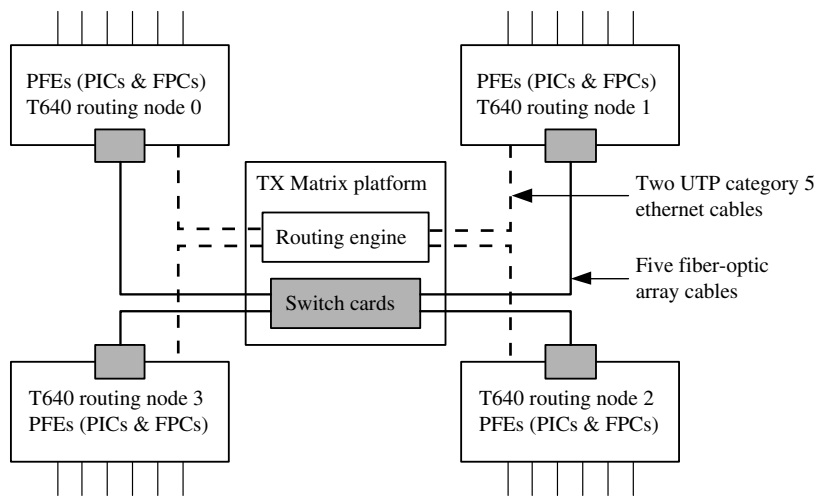 PFEs (PICs & FPCs)
T640 routing node 0
PFEs (PICs & FPCs)
T640 routing node 1
TX Matrix platform
Routing engine
Switch cards
Two UTP category 5
ethernet cables
Five fiber-optic
array cables
T640 routing node 3
PFEs (PICs & FPCs)
T640 routing node 2
PFEs (PICs & FPCs)